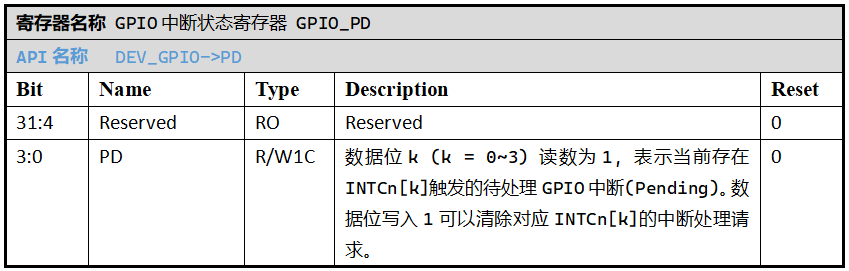 寄存器名称 GPIO 中断状态寄存器 GPIO_PD
API 名称 DEV_GPIO->PD
Bit Name Type Description Reset
31:4 Reserved RO Reserved 0
3:0 PD R/W1C 数据位 k (k = 0~3) 读数为 1, 表示当前存在 0
INTCn[k]触发的待处理 GPIO 中断(Pending)。数
据位写入 1 可以清除对应 INTCn[k]的中断处理请
求。